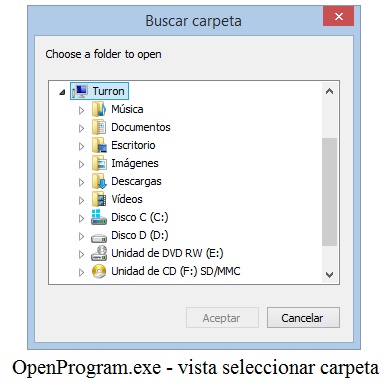 Buscar carpeta
Choose a folder to open
Turron
Música
Documentos
Escritorio
Imágenes
Descargas
Vídeos
Disco C (C:)
Disco D (D:)
Unidad de DVD RW (E:)
Unidad de CD (F:) SD/MMC
Aceptar
Cancelar
OpenProgram.exe - vista seleccionar carpeta